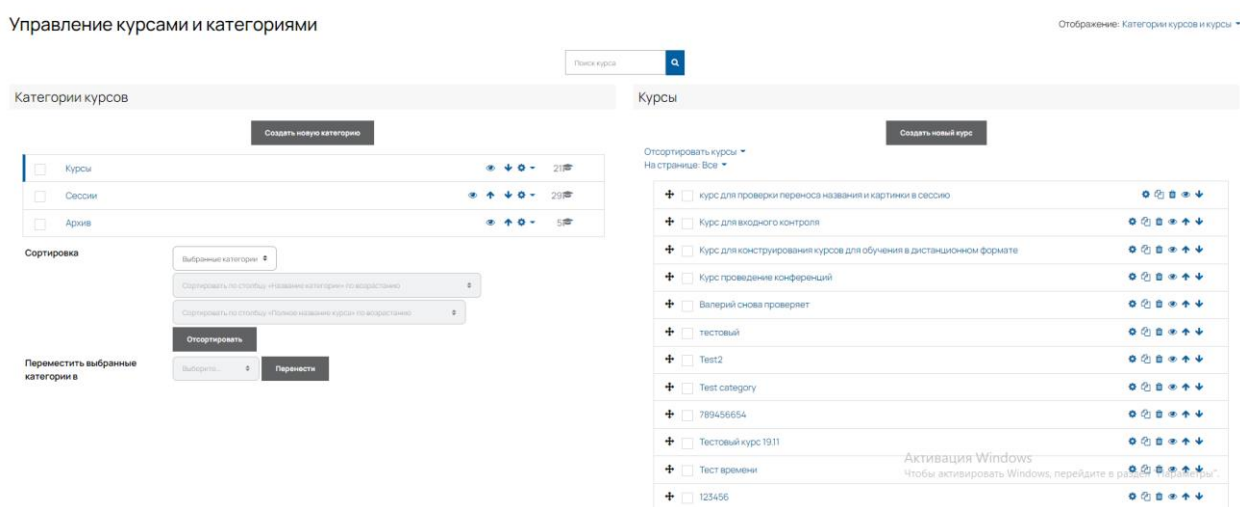 Управление курсами и категориями
Отображение: Категории курсов и курсы
Поиск курса
Категории курсов
Создать новую категорию
Курсы 21
Сессии 29
Архив 5
Сортировка
Выбранные категории
Сортировать по столбцу «Название категории» по возрастанию
Сортировать по столбцу «Полное название курса» по возрастанию
Отсортировать
Переместить выбранные
категории в
Выберите...
Перенести
Курсы
Создать новый курс
Отсортировать курсы
На странице: Все
курс для проверки переноса названия и картинки в сессию
Курс для входного контроля
Курс для конструирования курсов для обучения в дистанционном формате
Курс проведение конференций
Валерий снова проверяет
тестовый
Test2
Test category
789456654
Тестовый курс 19.11
Тест времени
123456
Активация Windows
Чтобы активировать Windows, перейдите в раздел "Параметры".